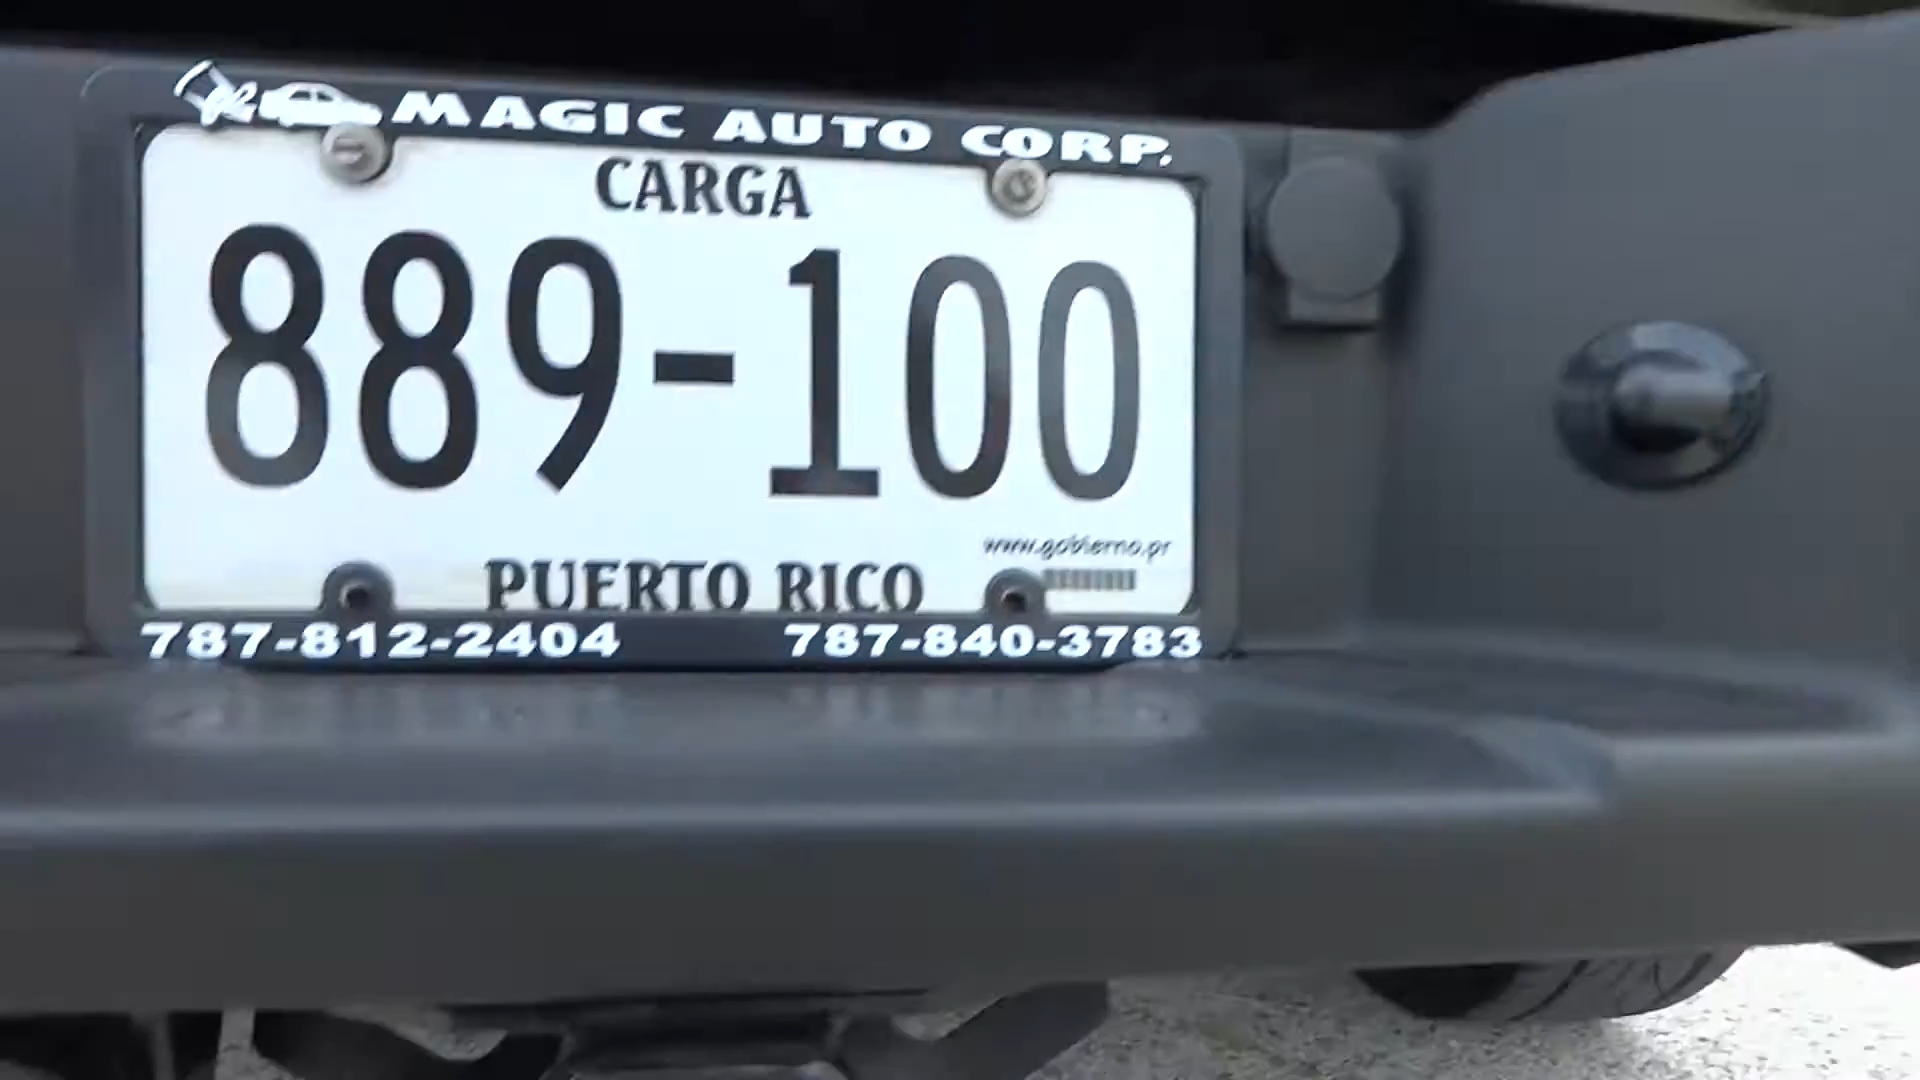 MAGIC AUTO CORP.
CARGA
889-100
www.gobierno.pr
PUERTO RICO
787-812-2404 787-840-3783